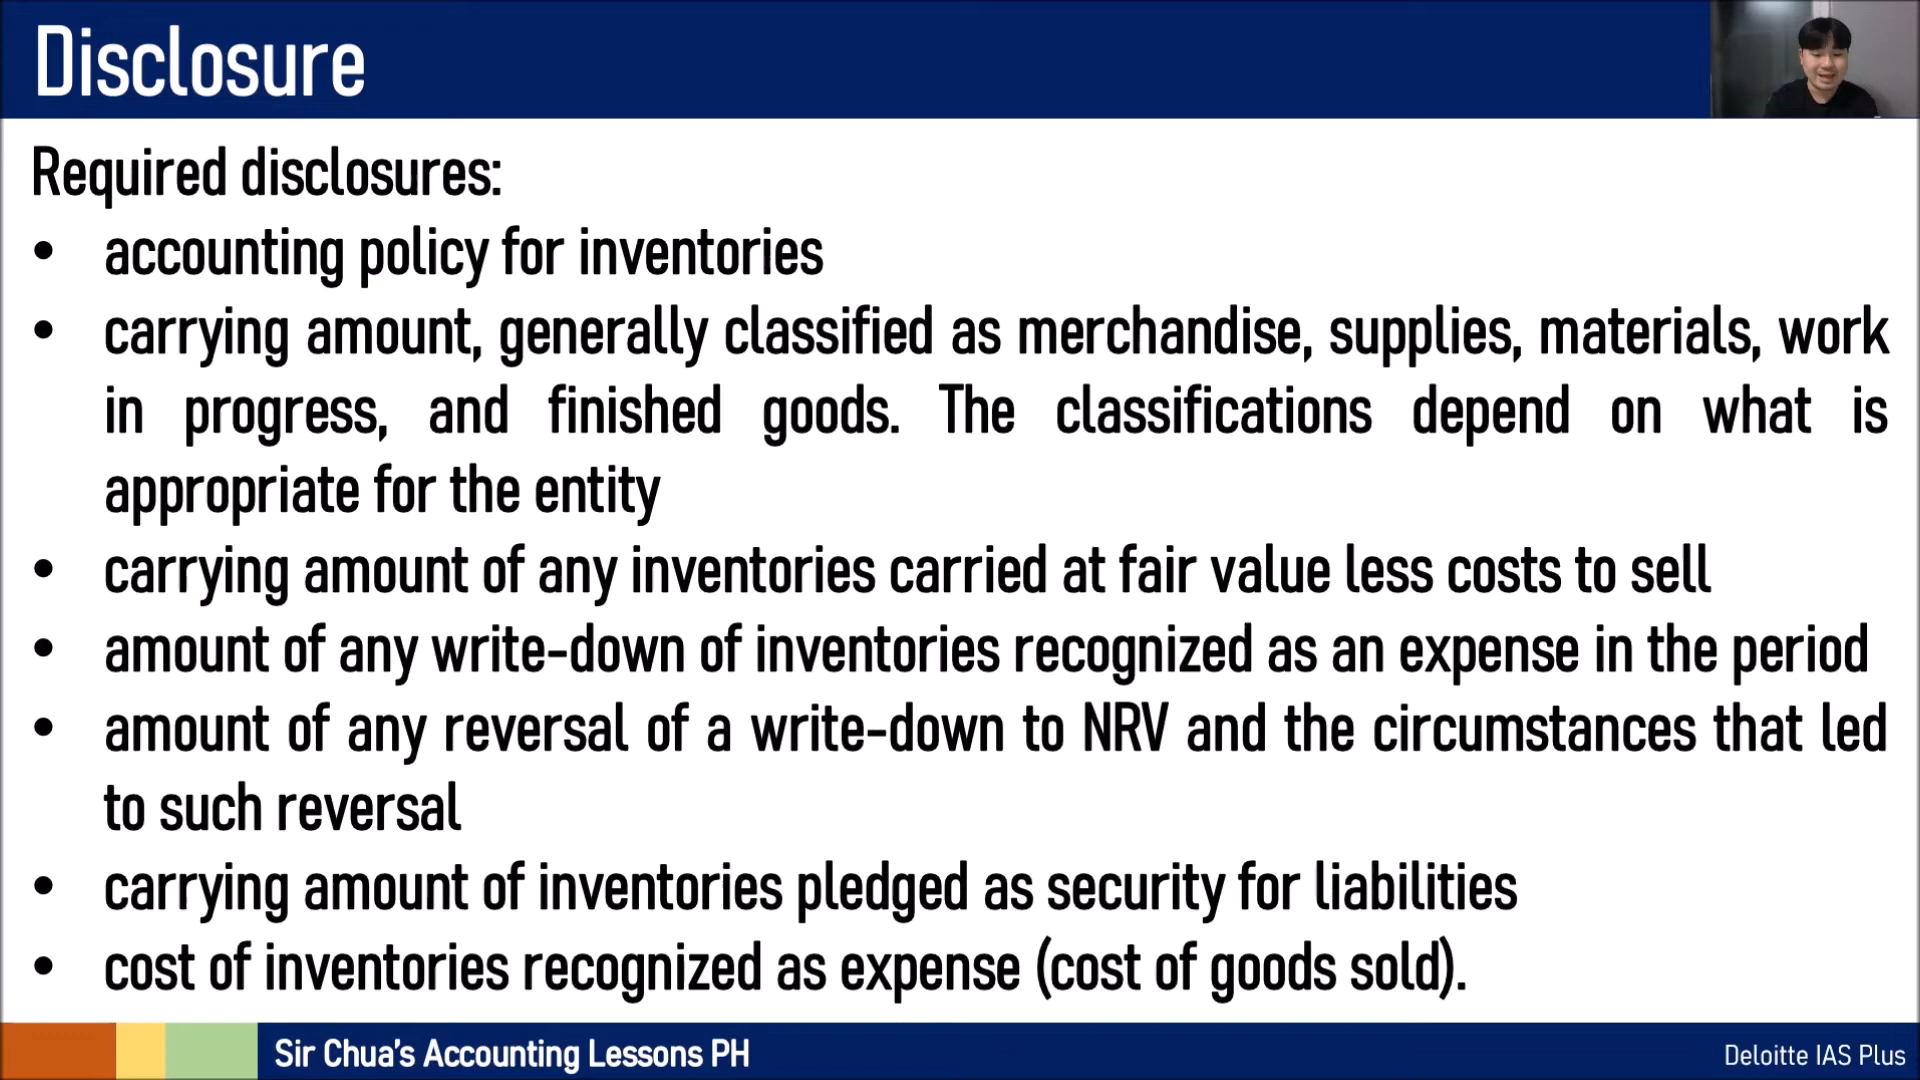 Disclosure
Required disclosures:
• accounting policy for inventories
• carrying amount, generally classified as merchandise, supplies, materials, work
in progress, and finished goods. The classifications depend on what is
appropriate for the entity
• carrying amount of any inventories carried at fair value less costs to sell
• amount of any write-down of inventories recognized as an expense in the period
• amount of any reversal of a write-down to NRV and the circumstances that led
to such reversal
• carrying amount of inventories pledged as security for liabilities
• cost of inventories recognized as expense (cost of goods sold).
Sir Chua's Accounting Lessons PH
Deloitte IAS Plus